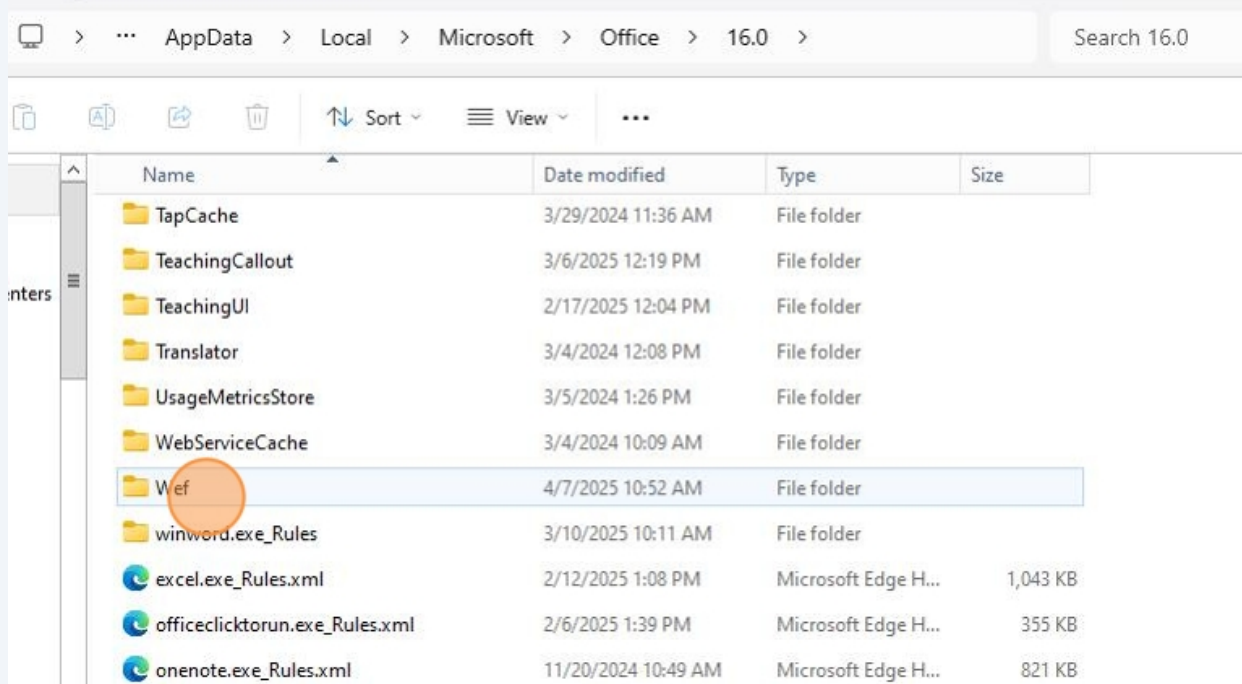 AppData > Local > Microsoft > Office > 16.0 > Search 16.0
Sort View
Name Date modified Type Size
TapCache 3/29/2024 11:36 AM File folder
TeachingCallout 3/6/2025 12:19 PM File folder
enters
TeachingUI 2/17/2025 12:04 PM File folder
Translator 3/4/2024 12:08 PM File folder
UsageMetricsStore 3/5/2024 1:26 PM File folder
WebServiceCache 3/4/2024 10:09 AM File folder
Wef 4/7/2025 10:52 AM File folder
winword.exe_Rules 3/10/2025 10:11 AM File folder
excel.exe_Rules.xml 2/12/2025 1:08 PM Microsoft Edge H... 1,043 KB
officeclicktorun.exe_Rules.xml 2/6/2025 1:39 PM Microsoft Edge H... 355 KB
onenote.exe_Rules.xml 11/20/2024 10:49 AM Microsoft Edge H... 821 KB